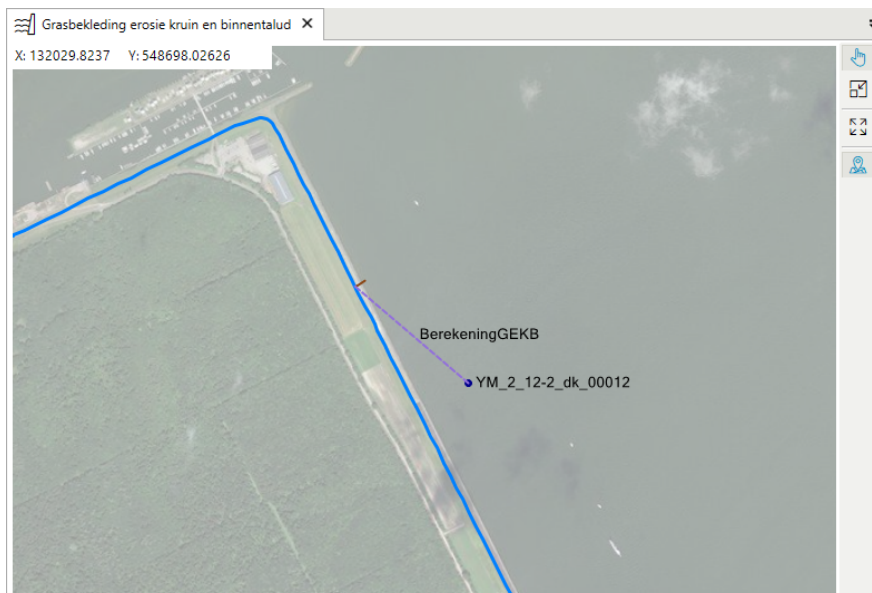 Grasbekleding erosie kruin en binnentalud
X: 132029.8237 Y: 548698.02626
BerekeningGEKB
YM_2_12-2_dk_00012